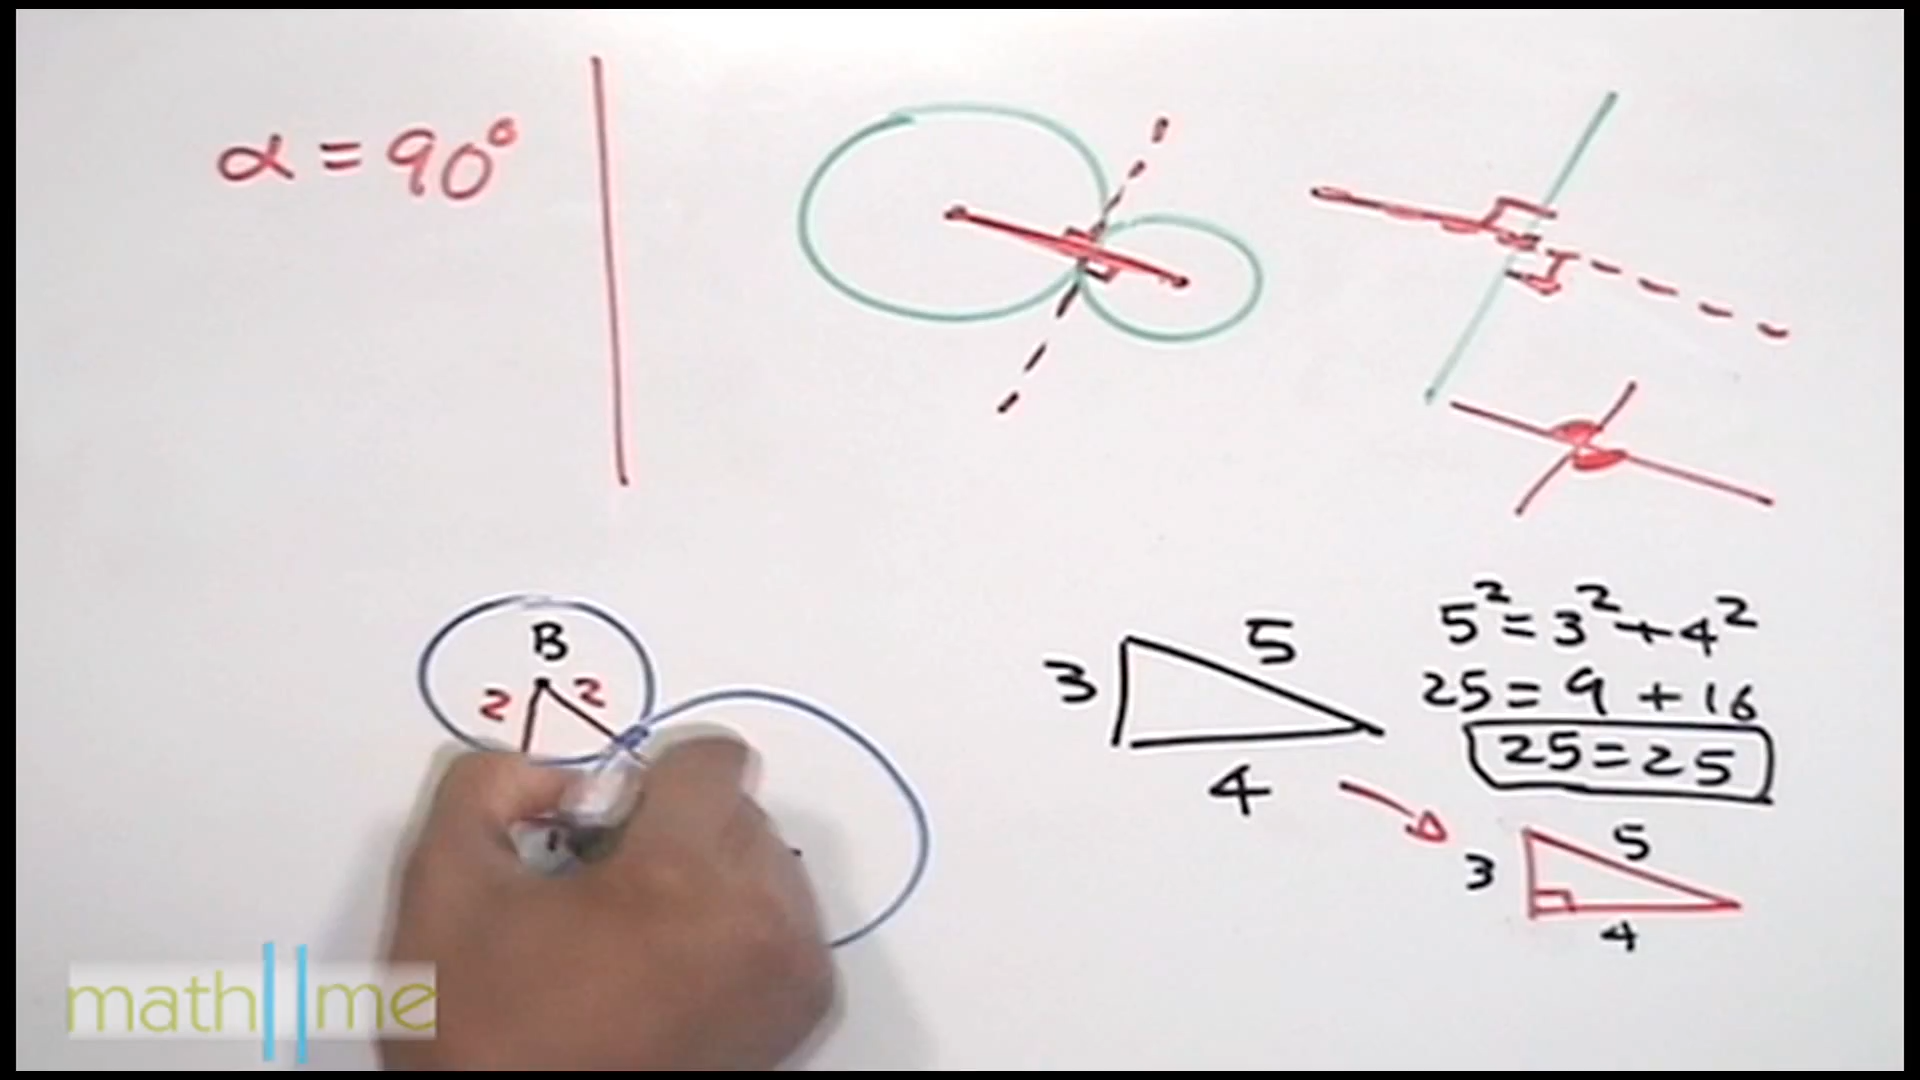 α = 90°
B
2
2
1
3
5
4
5² = 3² + 4²
25 = 9 + 16
25 = 25
3
5
4
math||me